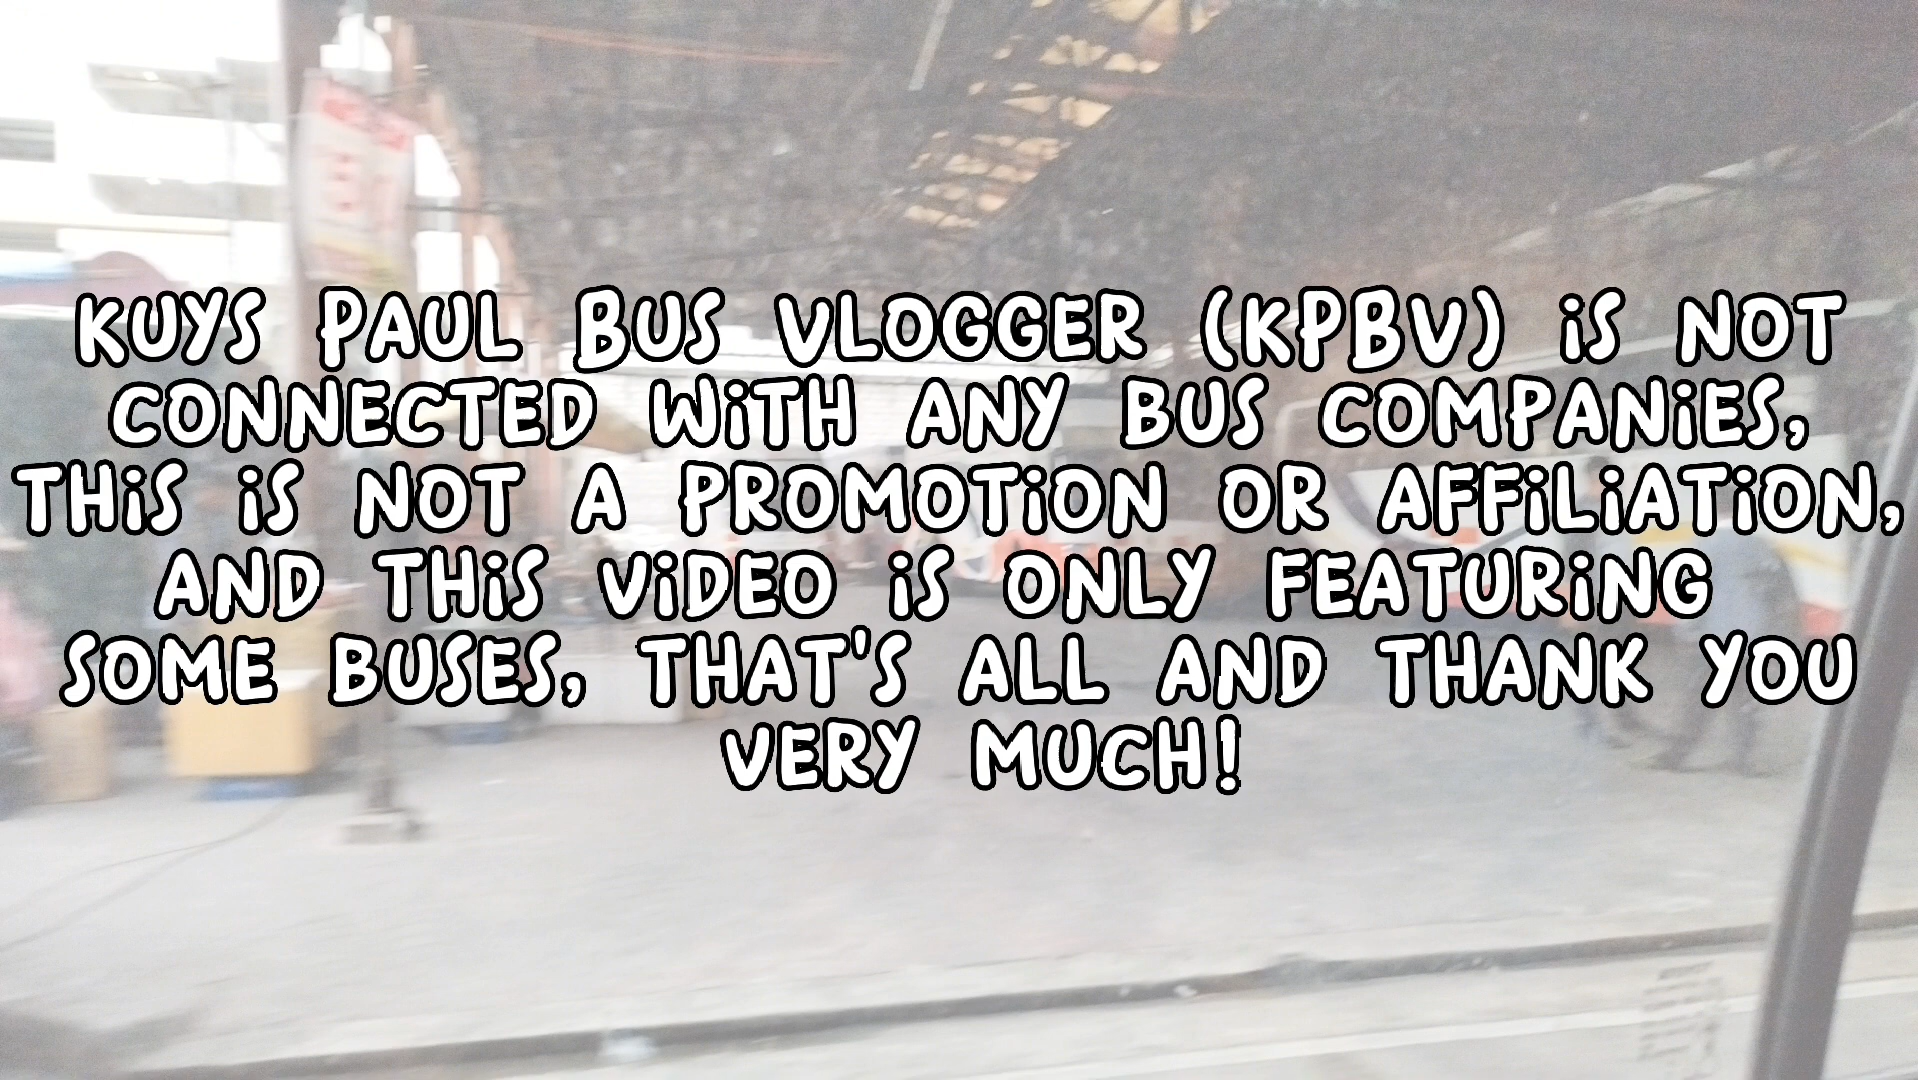 KUYS PAUL BUS VLOGGER (KPBV) iS NOT
CONNECTED WiTH ANY BUS COMPANiES,
THiS iS NOT A PROMOTiON OR AFFiLiATiON,
AND THiS ViDEO iS ONLY FEATURiNG
SOME BUSES, THAT'S ALL AND THANK YOU
VERY MUCH!